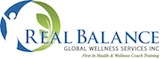 REAL BALANCE
GLOBAL WELLNESS SERVICES INC
First in Health & Wellness Coach Training